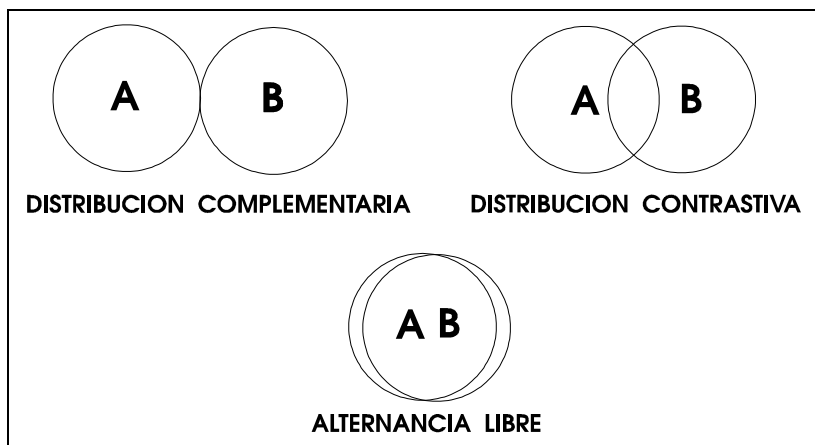 A B
A B
DISTRIBUCION COMPLEMENTARIA
DISTRIBUCION CONTRASTIVA
A B
ALTERNANCIA LIBRE